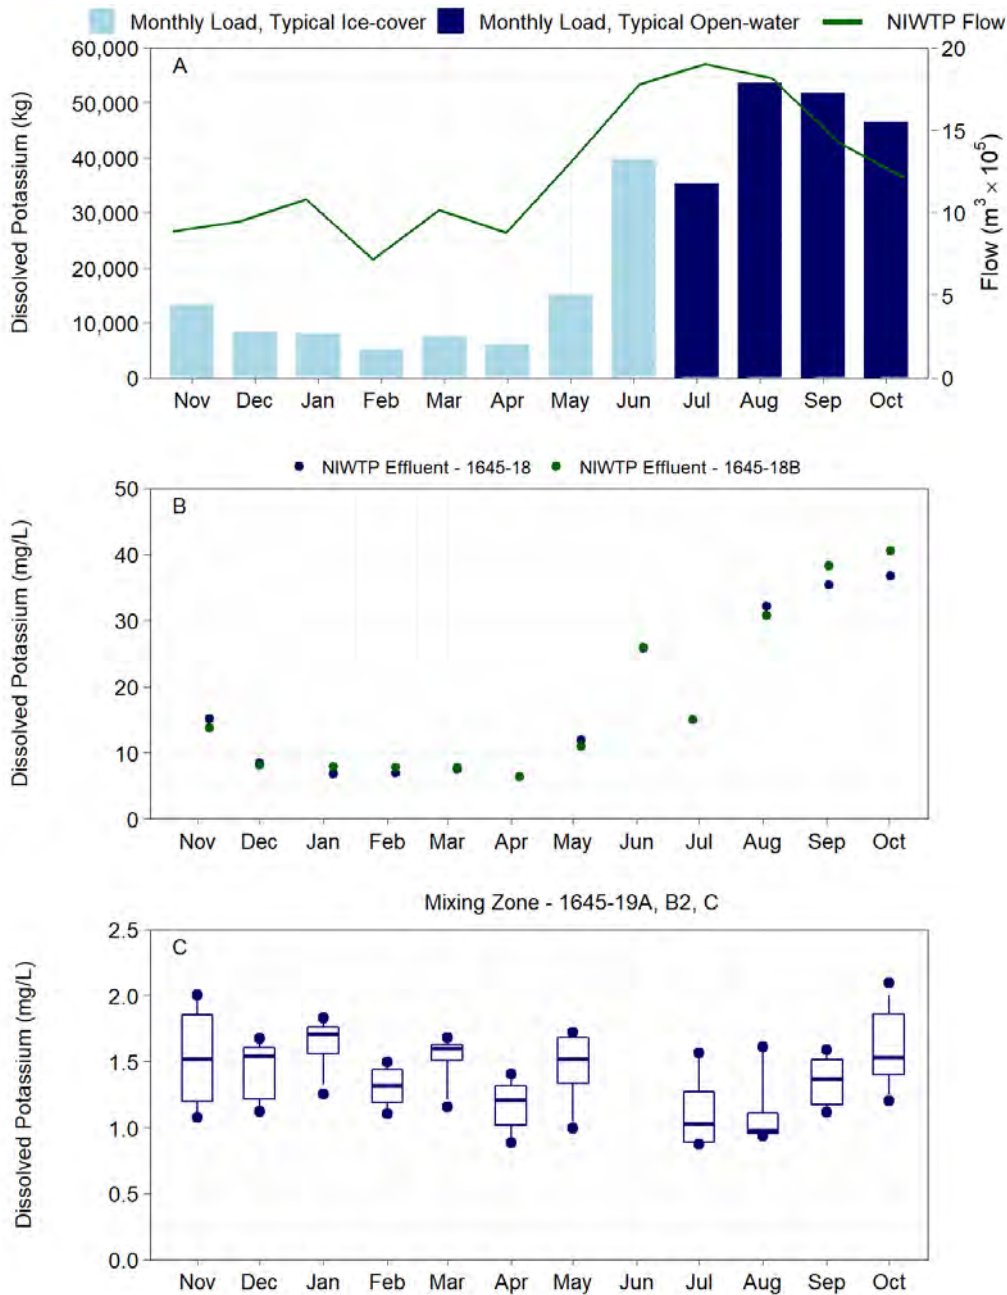 Monthly Load, Typical Ice-cover Monthly Load, Typical Open-water NIWTP Flow
A
Dissolved Potassium (kg)
60,000
50,000
40,000
30,000
20,000
10,000
0
20
15
10
5
0
Flow (m³ × 10⁵)
Nov Dec Jan Feb Mar Apr May Jun Jul Aug Sep Oct
NIWTP Effluent - 1645-18 NIWTP Effluent - 1645-18B
B
Dissolved Potassium (mg/L)
50
40
30
20
10
0
Nov Dec Jan Feb Mar Apr May Jun Jul Aug Sep Oct
Mixing Zone - 1645-19A, B2, C
C
Dissolved Potassium (mg/L)
2.5
2.0
1.5
1.0
0.5
0.0
Nov Dec Jan Feb Mar Apr May Jun Jul Aug Sep Oct